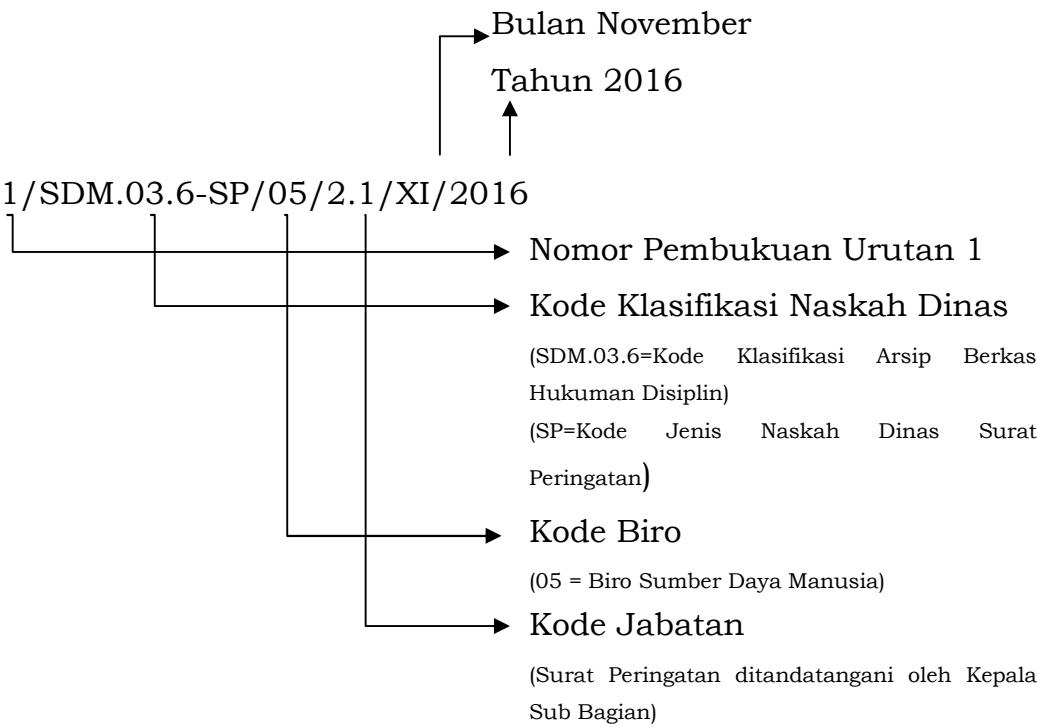 Bulan November
Tahun 2016
1/SDM.03.6-SP/05/2.1/XI/2016
Nomor Pembukuan Urutan 1
Kode Klasifikasi Naskah Dinas
(SDM.03.6=Kode Klasifikasi Arsip Berkas
Hukuman Disiplin)
(SP=Kode Jenis Naskah Dinas Surat
Peringatan)
Kode Biro
(05 = Biro Sumber Daya Manusia)
Kode Jabatan
(Surat Peringatan ditandatangani oleh Kepala
Sub Bagian)